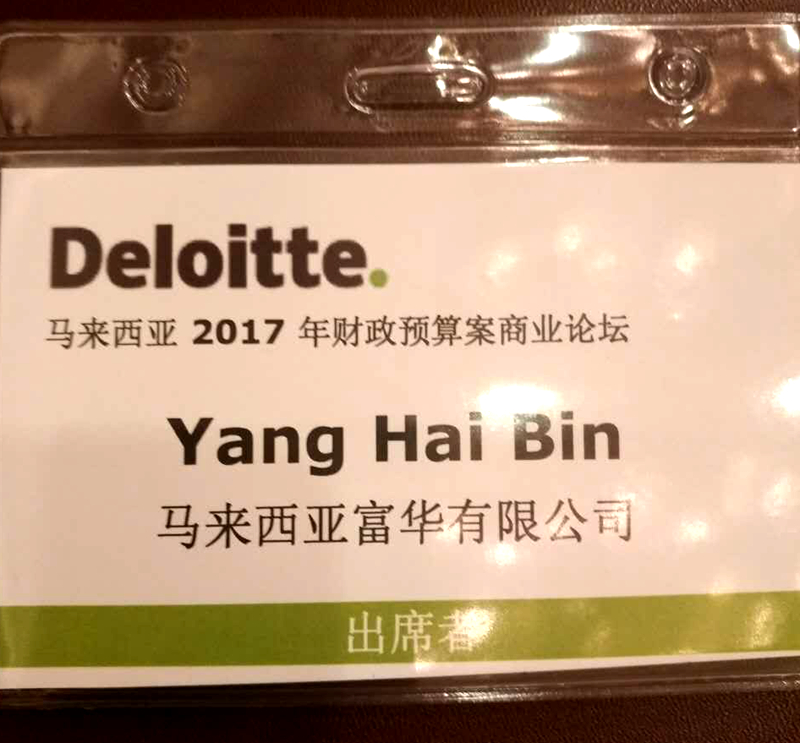 Deloitte.
马来西亚 2017 年财政预算案商业论坛
Yang Hai Bin
马来西亚富华有限公司
出席者